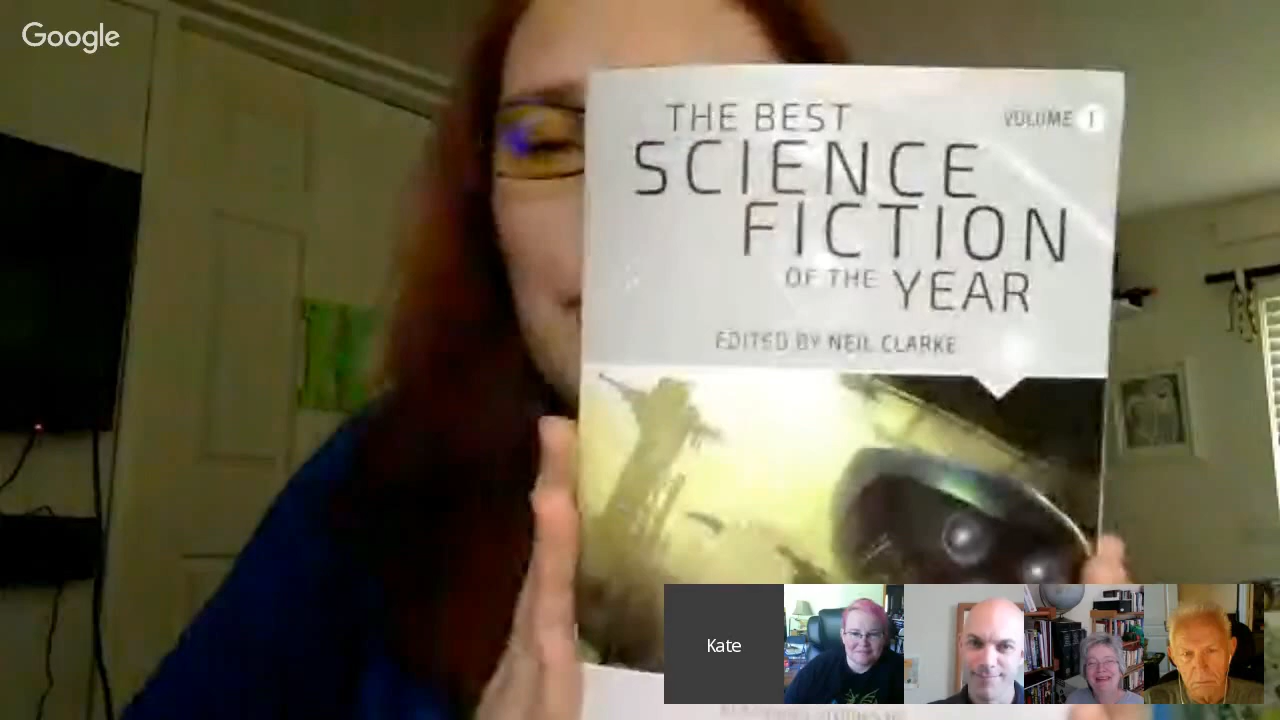 Google
THE BEST
VOLUME 1
SCIENCE
FICTION
OF THE YEAR
EDITED BY NEIL CLARKE
Kate